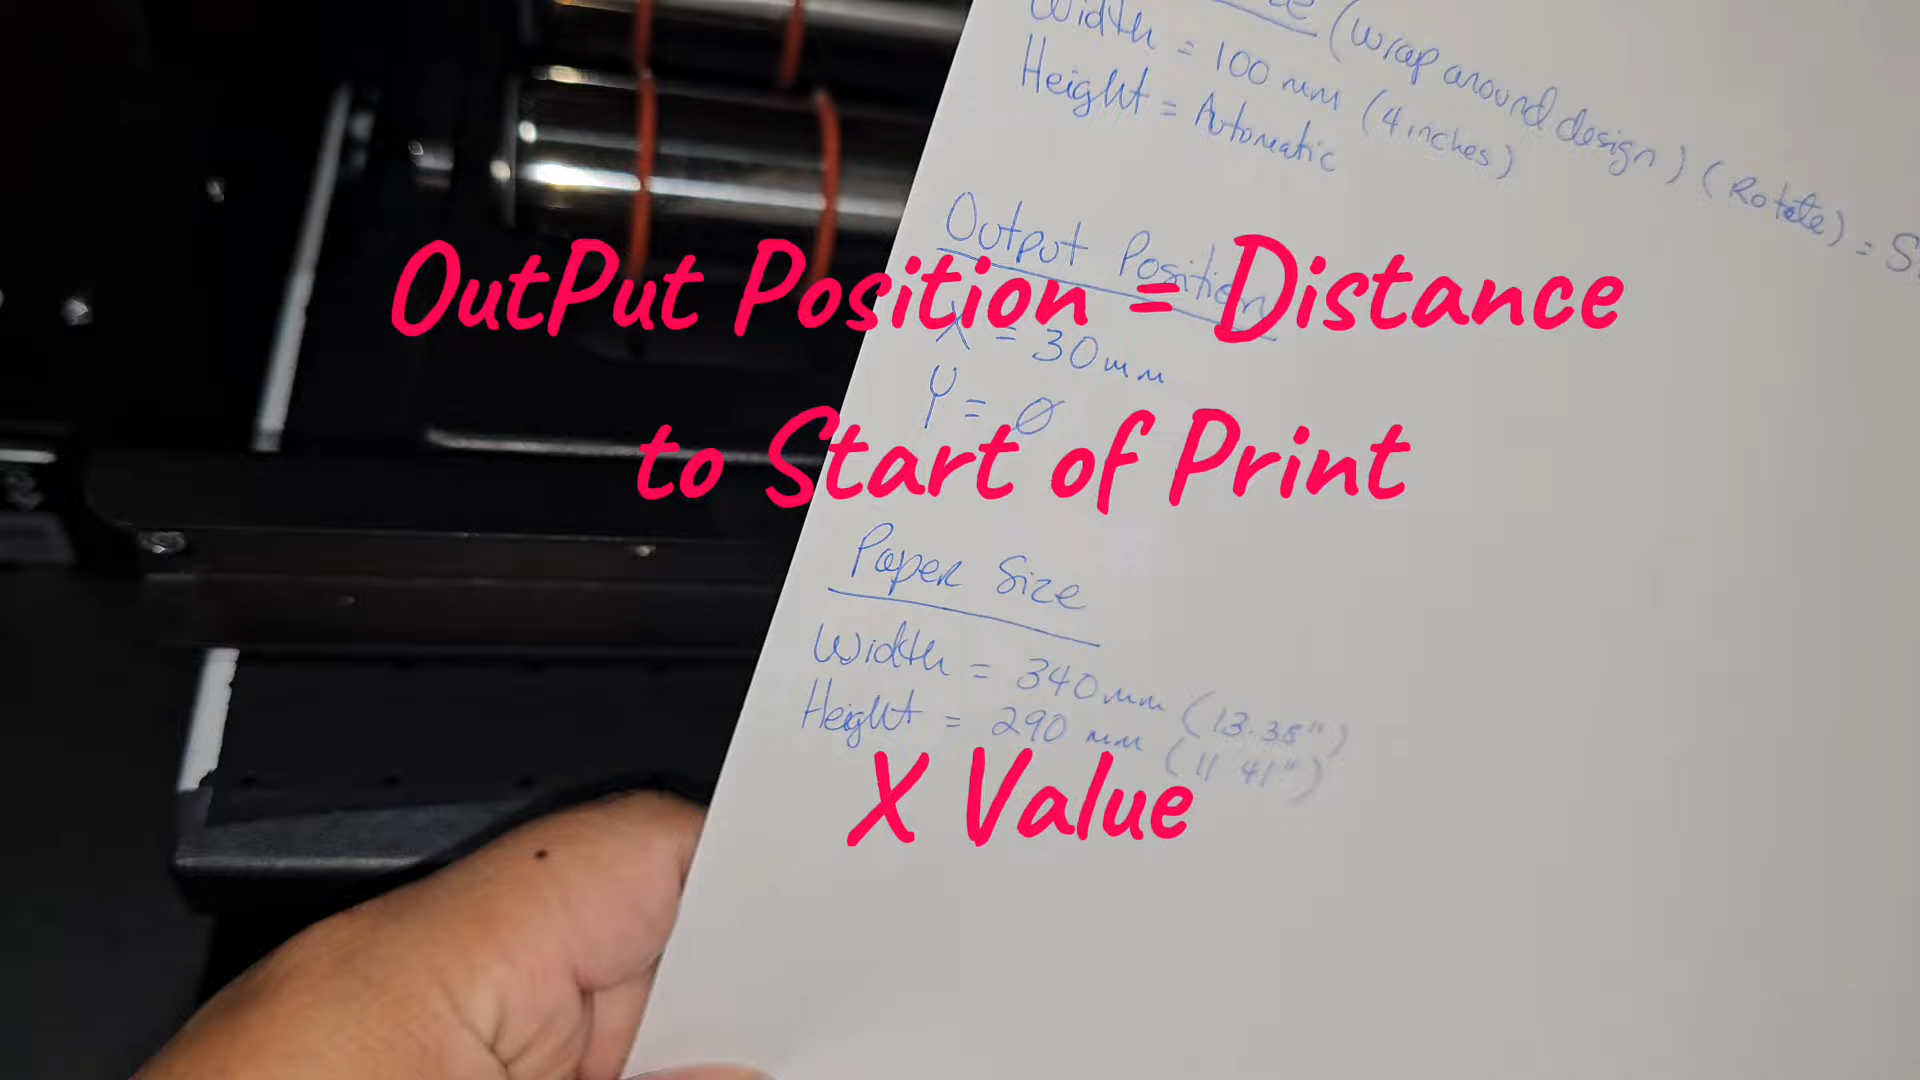 (wrap around design) (Rotate) =
Width = 100 mm (4 inches)
Height = Automatic
Output Position
X = 30mm
Y = Ø
OutPut Position = Distance
to Start of Print
Paper Size
Width = 340mm (13.38")
Height = 290 mm (11 41")
X Value